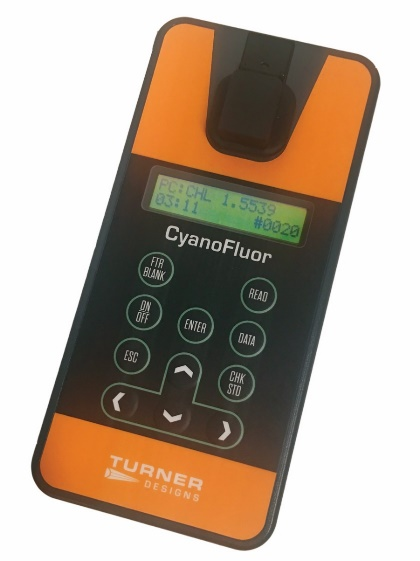 PC:CHL 1.5539
03:11 #0020
CyanoFluor
FTR
BLANK
READ
ON
OFF
ENTER
DATA
ESC
CHK
STD
TURNER
DESIGNS